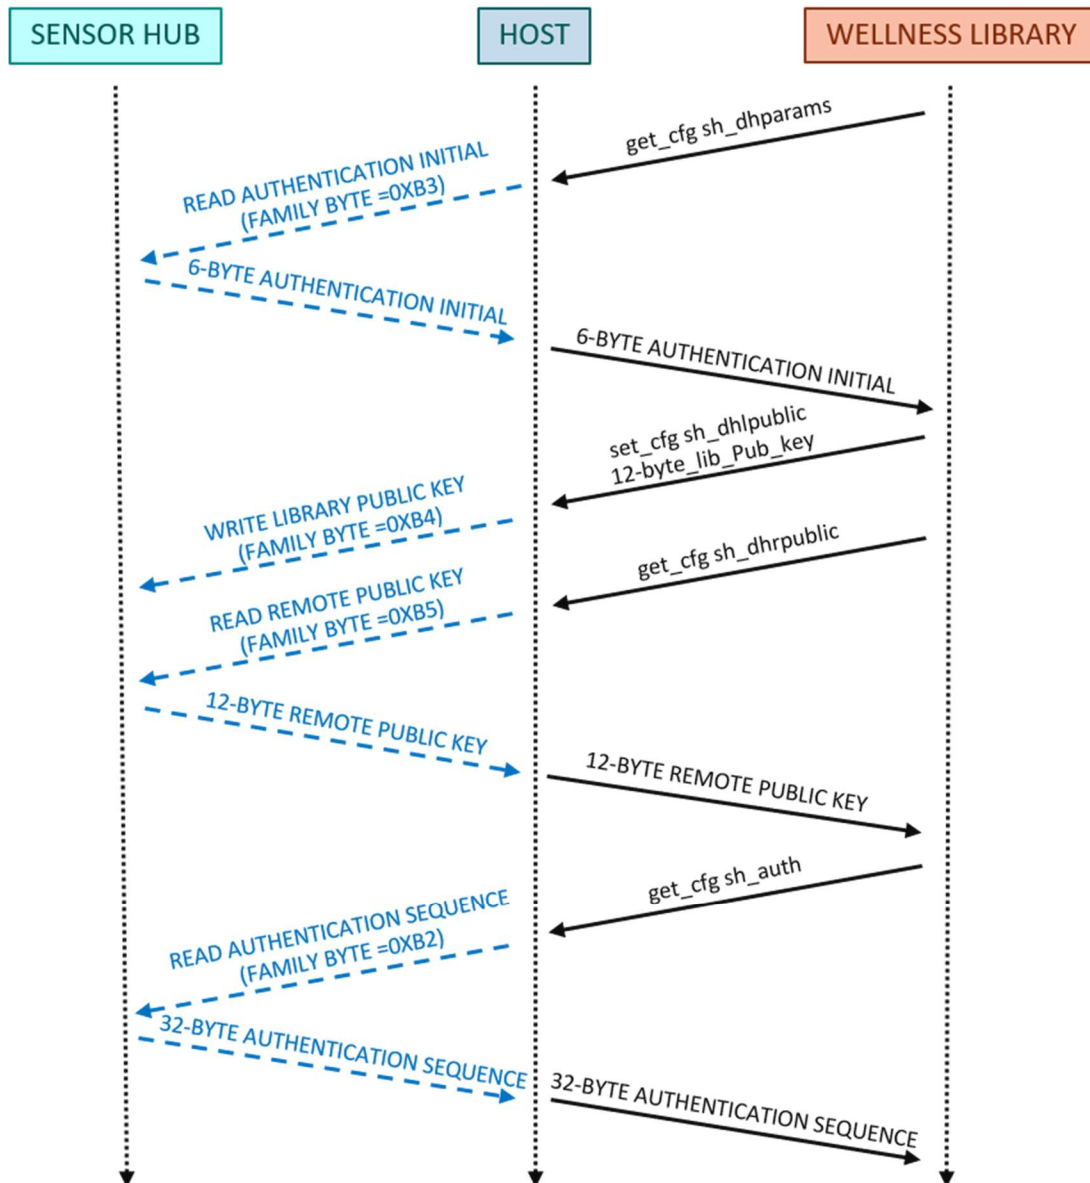 SENSOR HUB
HOST
WELLNESS LIBRARY
get_cfg sh_dhparams
READ AUTHENTICATION INITIAL
(FAMILY BYTE =0XB3)
6-BYTE AUTHENTICATION INITIAL
6-BYTE AUTHENTICATION INITIAL
set_cfg sh_dhlpublic
12-byte_lib_Pub_key
WRITE LIBRARY PUBLIC KEY
(FAMILY BYTE =0XB4)
get_cfg sh_dhrpublic
READ REMOTE PUBLIC KEY
(FAMILY BYTE =0XB5)
12-BYTE REMOTE PUBLIC KEY
12-BYTE REMOTE PUBLIC KEY
get_cfg sh_auth
READ AUTHENTICATION SEQUENCE
(FAMILY BYTE =0XB2)
32-BYTE AUTHENTICATION SEQUENCE
32-BYTE AUTHENTICATION SEQUENCE